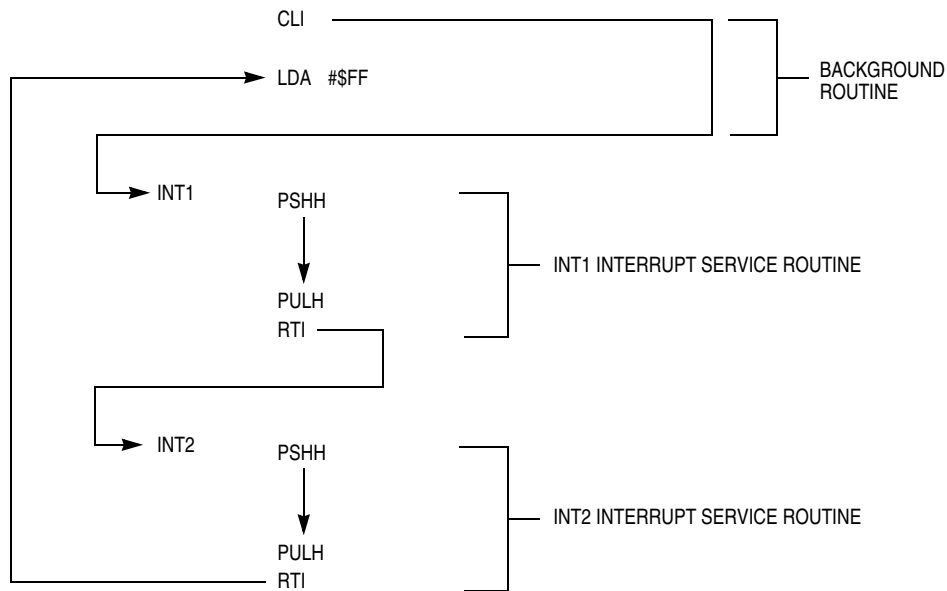 CLI
LDA #$FF
BACKGROUND
ROUTINE
INT1
PSHH
INT1 INTERRUPT SERVICE ROUTINE
PULH
RTI
INT2
PSHH
INT2 INTERRUPT SERVICE ROUTINE
PULH
RTI